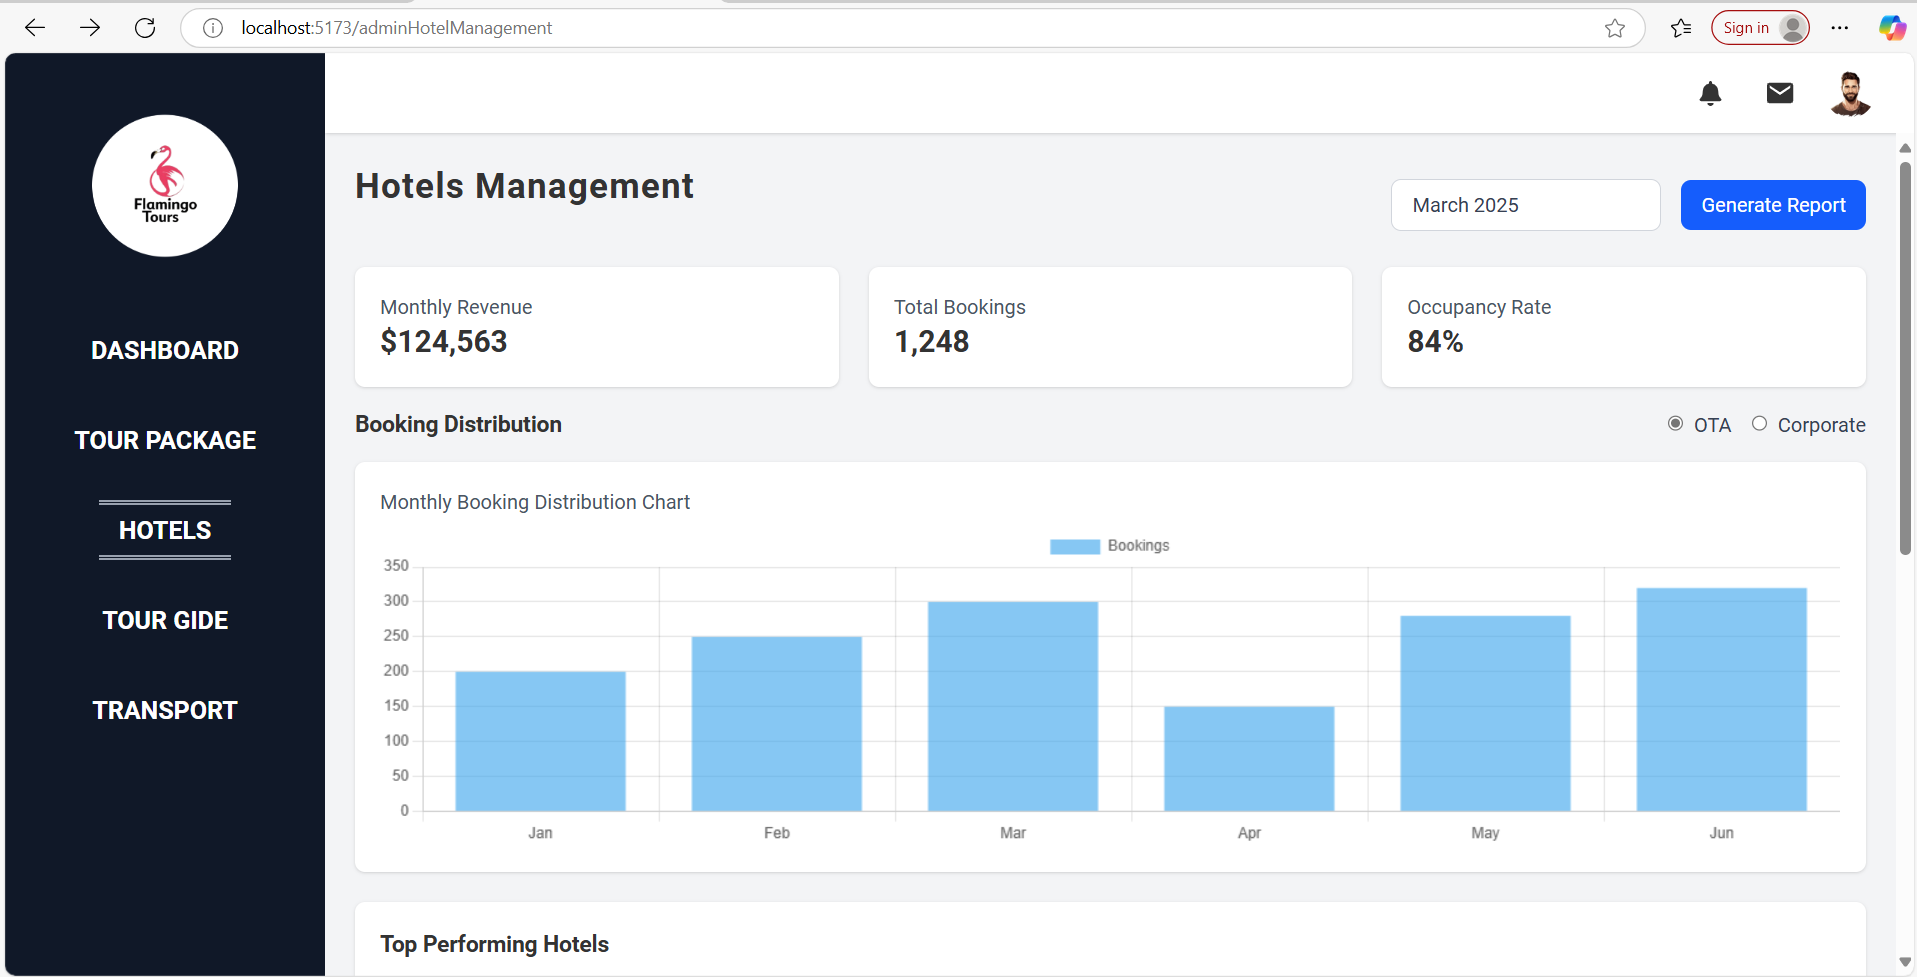 localhost:5173/adminHotelManagement
Sign in
Flamingo
Tours
DASHBOARD
TOUR PACKAGE
HOTELS
TOUR GIDE
TRANSPORT
Hotels Management
March 2025
Generate Report
Monthly Revenue
$124,563
Total Bookings
1,248
Occupancy Rate
84%
Booking Distribution
OTA
Corporate
Monthly Booking Distribution Chart
Bookings
350
300
250
200
150
100
50
0
Jan Feb Mar Apr May Jun
Top Performing Hotels